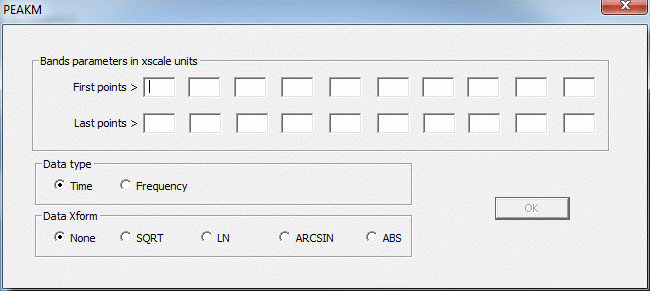 PEAKM
Bands parameters in xscale units
First points >
Last points >
Data type
Time Frequency
OK
Data Xform
None SQRT LN ARCSIN ABS